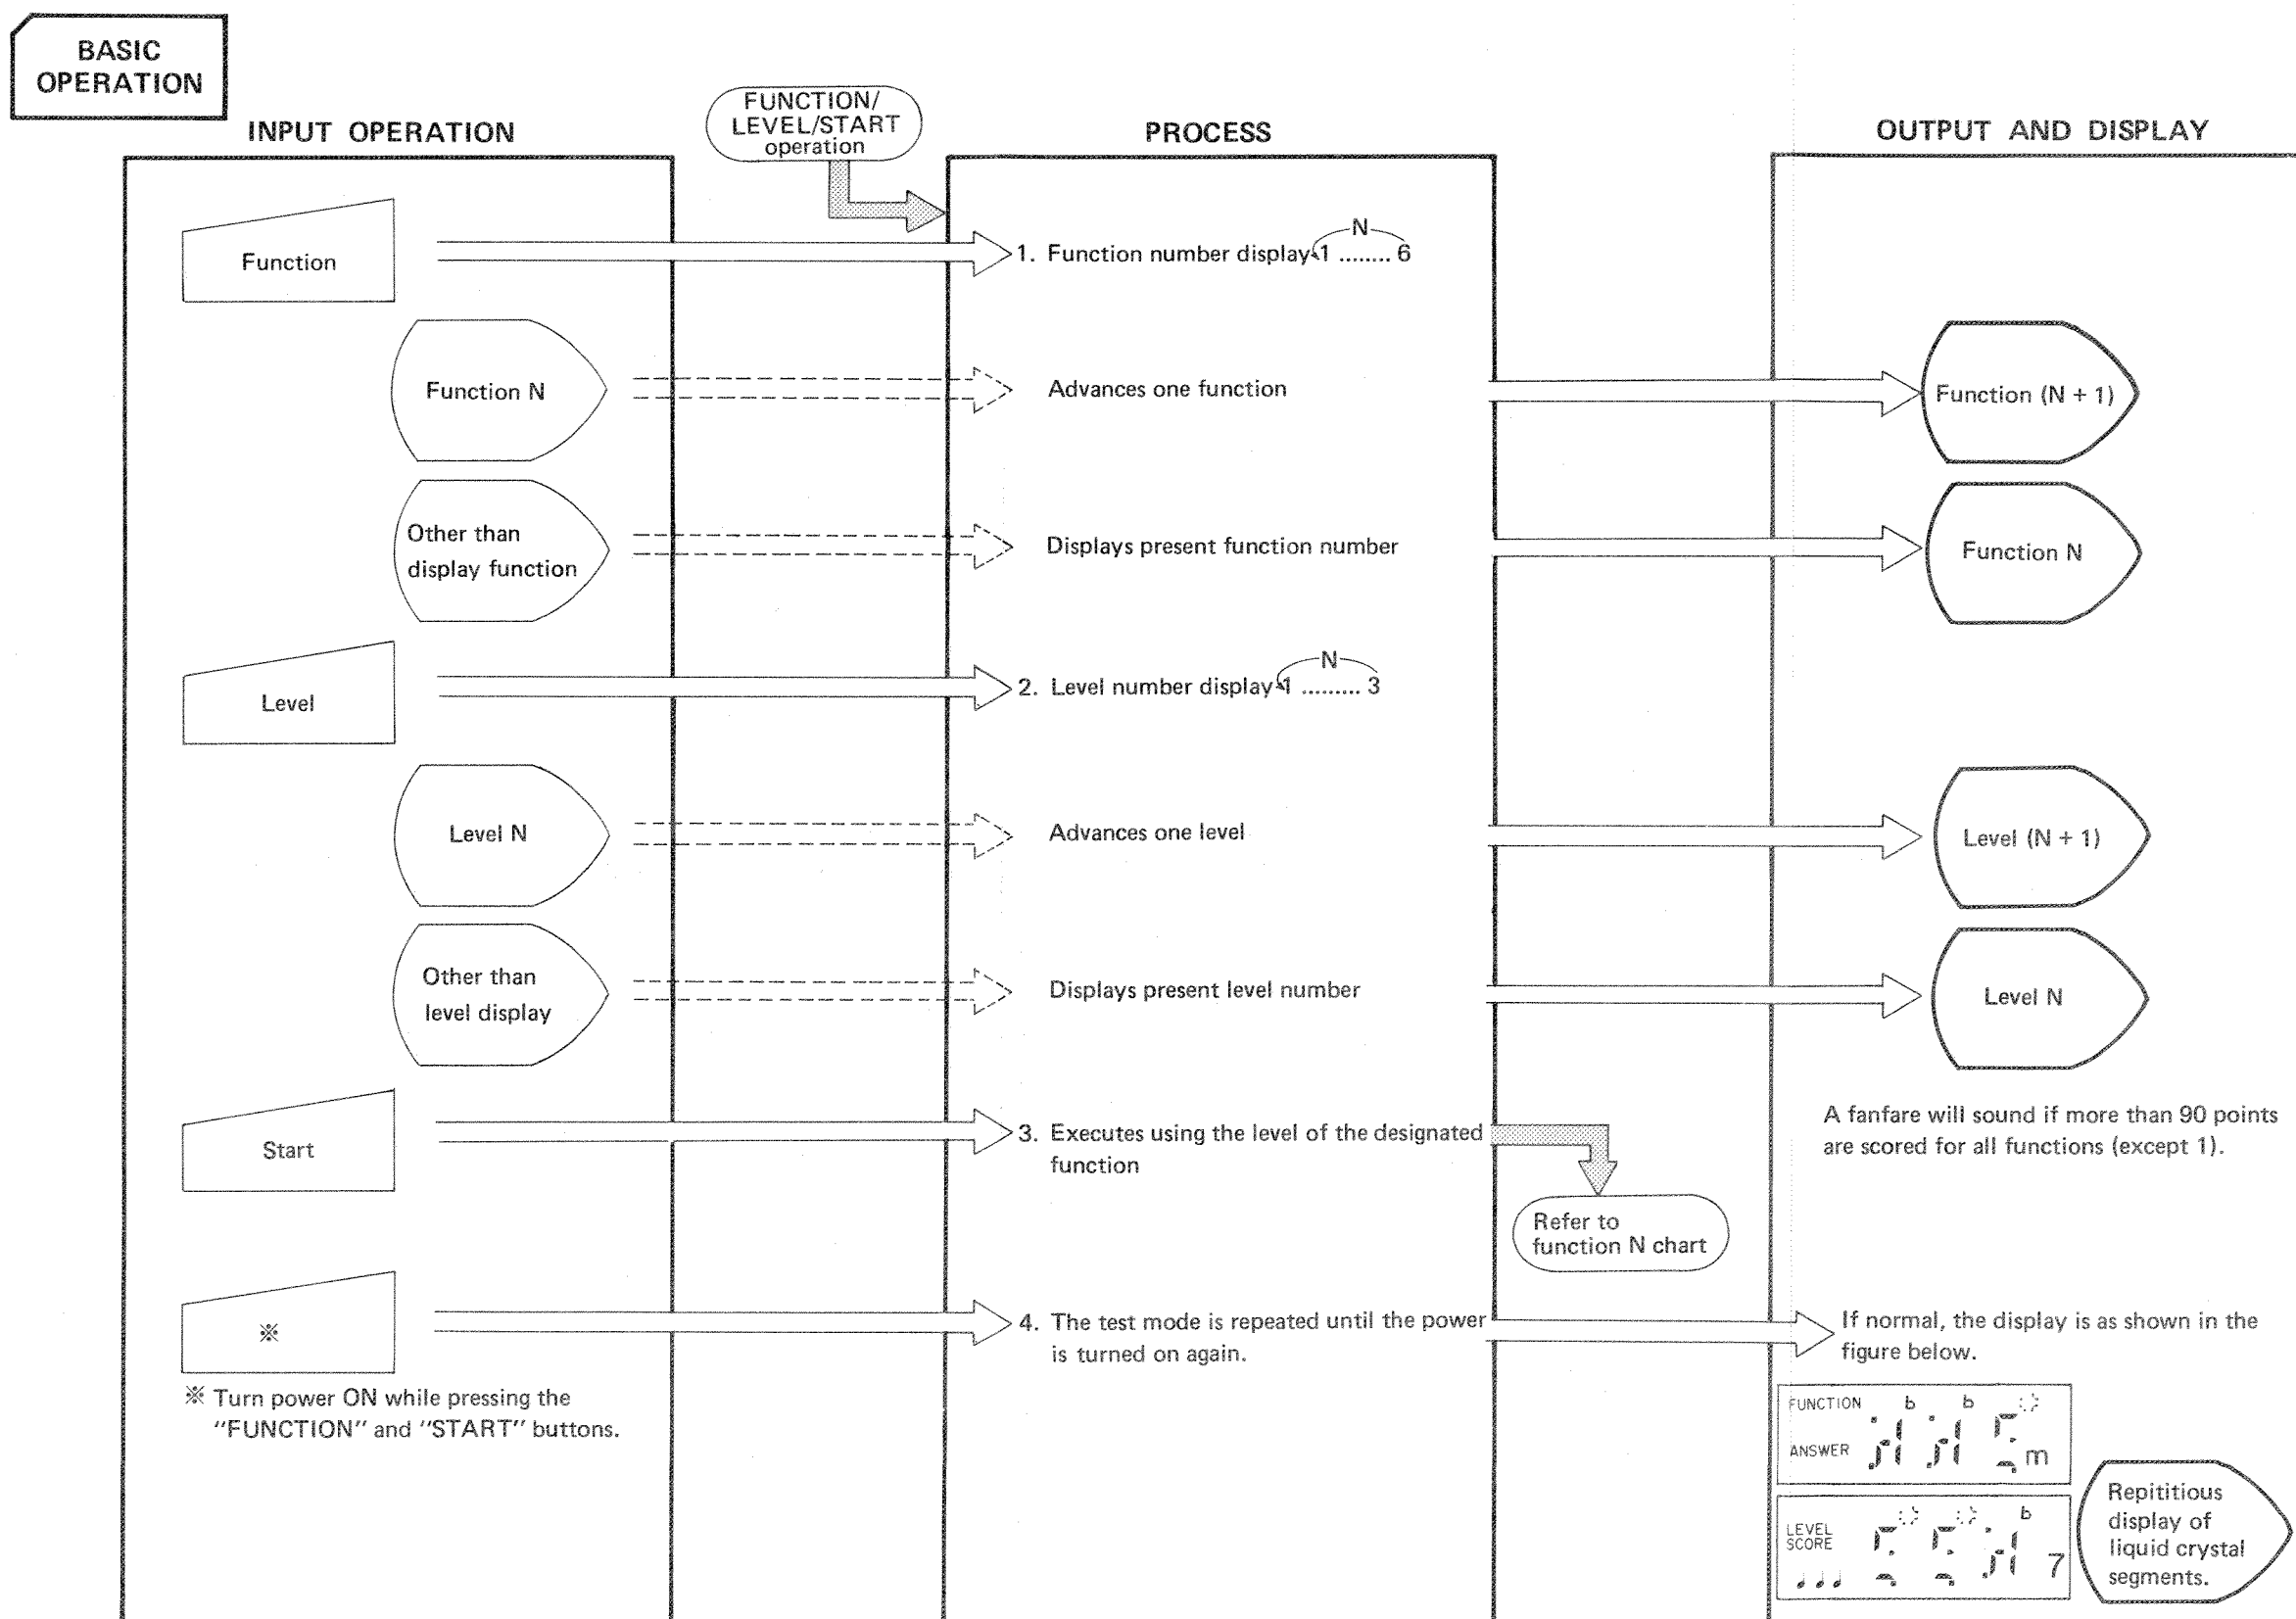 BASIC
OPERATION
INPUT OPERATION
FUNCTION/
LEVEL/START
operation
PROCESS
OUTPUT AND DISPLAY
Function
1. Function number display 1 ........ 6
N
Function N
Advances one function
Function (N + 1)
Other than
display function
Displays present function number
Function N
Level
2. Level number display 1 ......... 3
N
Level N
Advances one level
Level (N + 1)
Other than
level display
Displays present level number
Level N
Start
3. Executes using the level of the designated
function
Refer to
function N chart
A fanfare will sound if more than 90 points
are scored for all functions (except 1).
※
4. The test mode is repeated until the power
is turned on again.
If normal, the display is as shown in the
figure below.
※ Turn power ON while pressing the
"FUNCTION" and "START" buttons.
FUNCTION
b b
ANSWER
m
LEVEL
SCORE
b
7
♩♩♩
Repititious
display of
liquid crystal
segments.